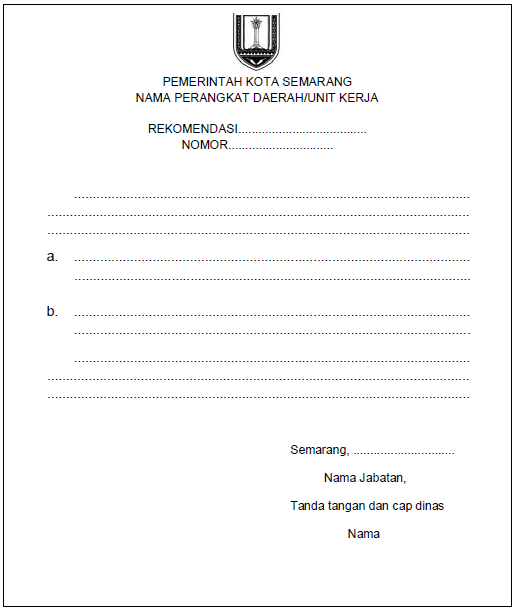 PEMERINTAH KOTA SEMARANG
NAMA PERANGKAT DAERAH/UNIT KERJA
REKOMENDASI......................................
NOMOR...............................
.....................................................................................................................
.............................................................................................................................
.............................................................................................................................
a. .....................................................................................................................
.....................................................................................................................
b. .....................................................................................................................
.....................................................................................................................
.....................................................................................................................
.............................................................................................................................
.............................................................................................................................
Semarang, ..............................
Nama Jabatan,
Tanda tangan dan cap dinas
Nama